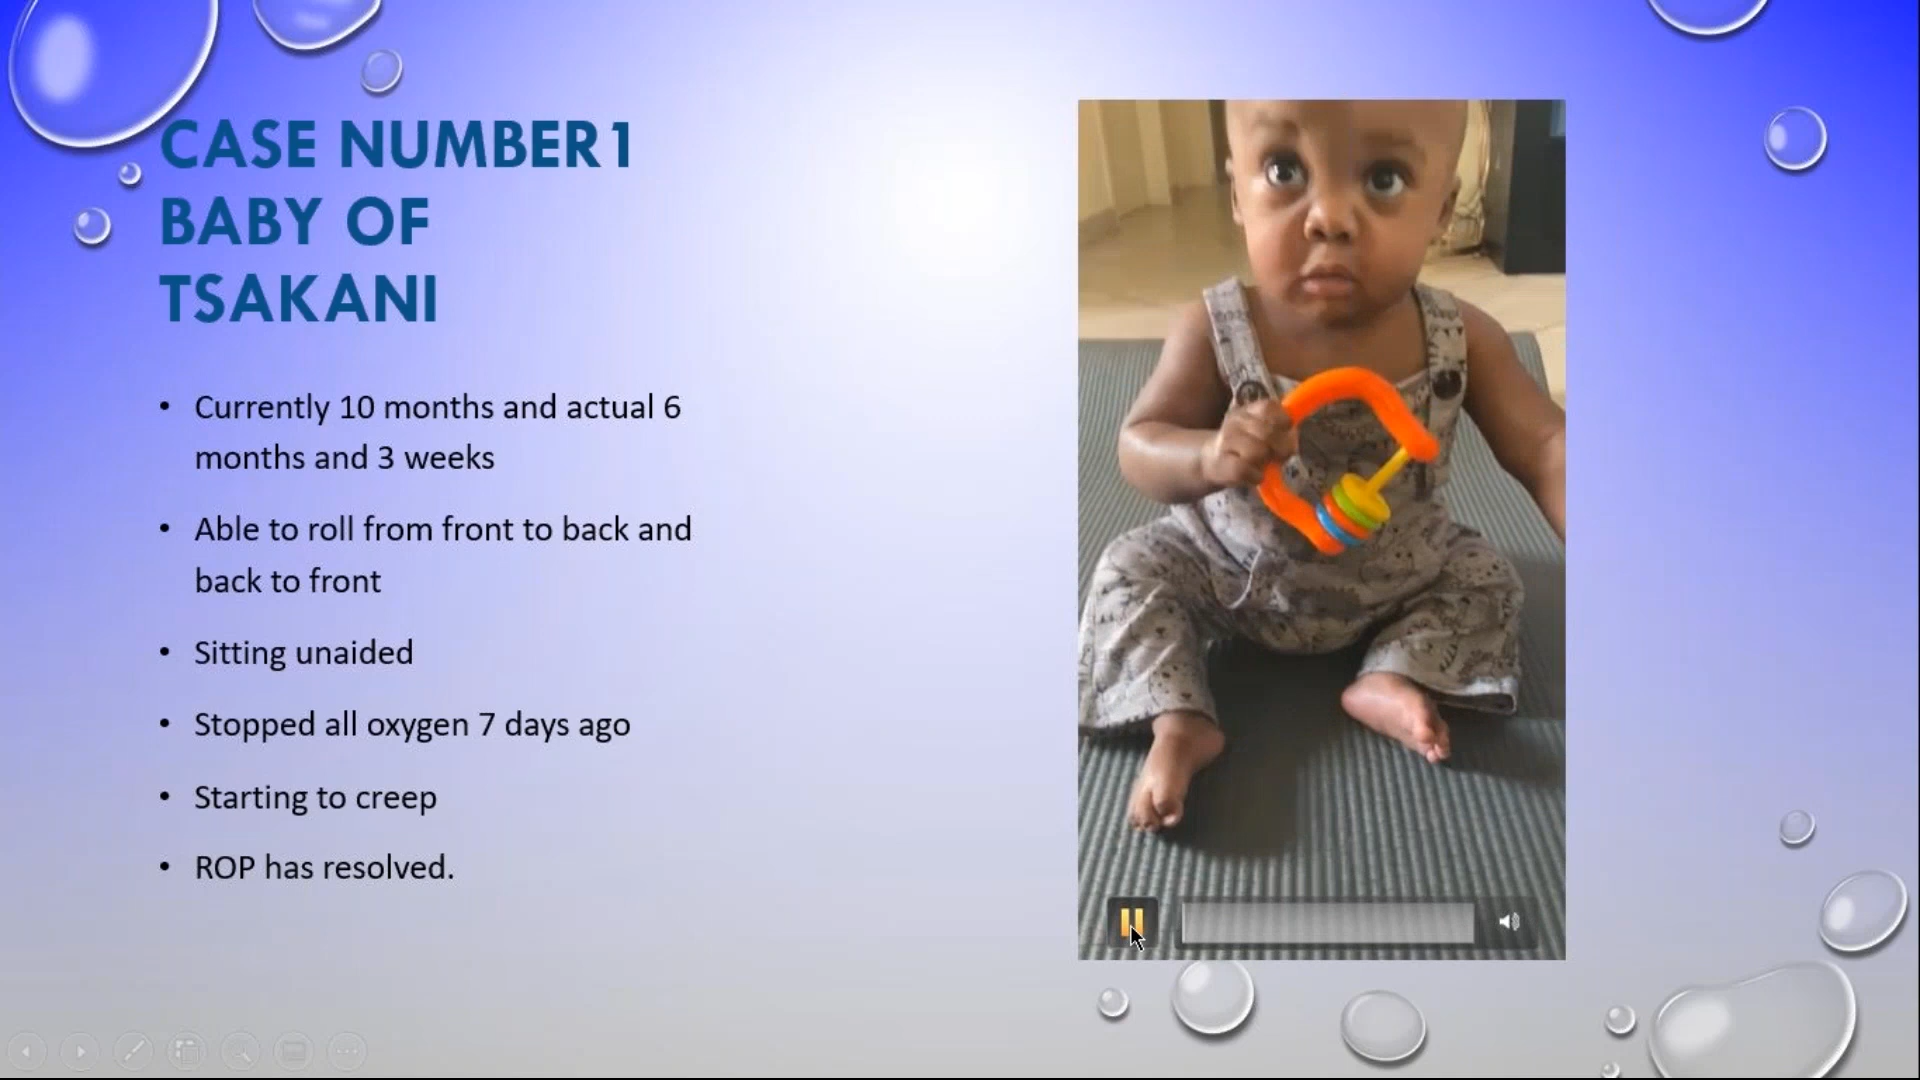 CASE NUMBER1
BABY OF
TSAKANI
• Currently 10 months and actual 6
months and 3 weeks
• Able to roll from front to back and
back to front
• Sitting unaided
• Stopped all oxygen 7 days ago
• Starting to creep
• ROP has resolved.